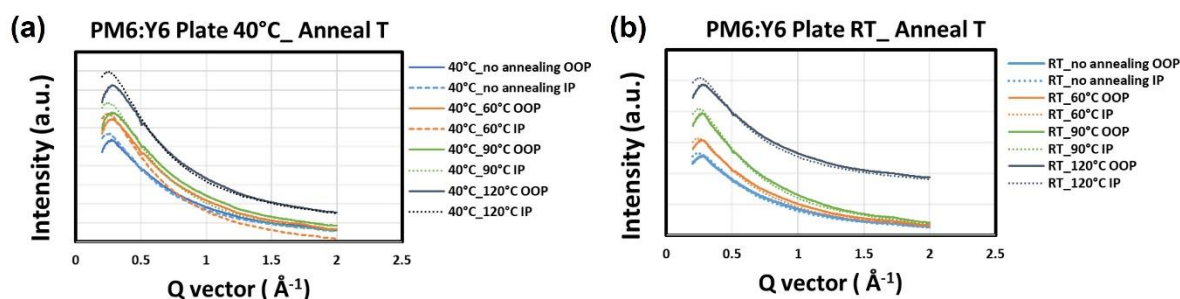 (a)
PM6:Y6 Plate 40°C_ Anneal T
Intensity (a.u.)
0 0.5 1 1.5 2 2.5
Q vector ( Å-1)
40°C_no annealing OOP
40°C_no annealing IP
40°C_60°C OOP
40°C_60°C IP
40°C_90°C OOP
40°C_90°C IP
40°C_120°C OOP
40°C_120°C IP
(b)
PM6:Y6 Plate RT_ Anneal T
Intensity (a.u.)
0 0.5 1 1.5 2 2.5
Q vector ( Å-1)
RT_no annealing OOP
RT_no annealing IP
RT_60°C OOP
RT_60°C IP
RT_90°C OOP
RT_90°C IP
RT_120°C OOP
RT_120°C IP